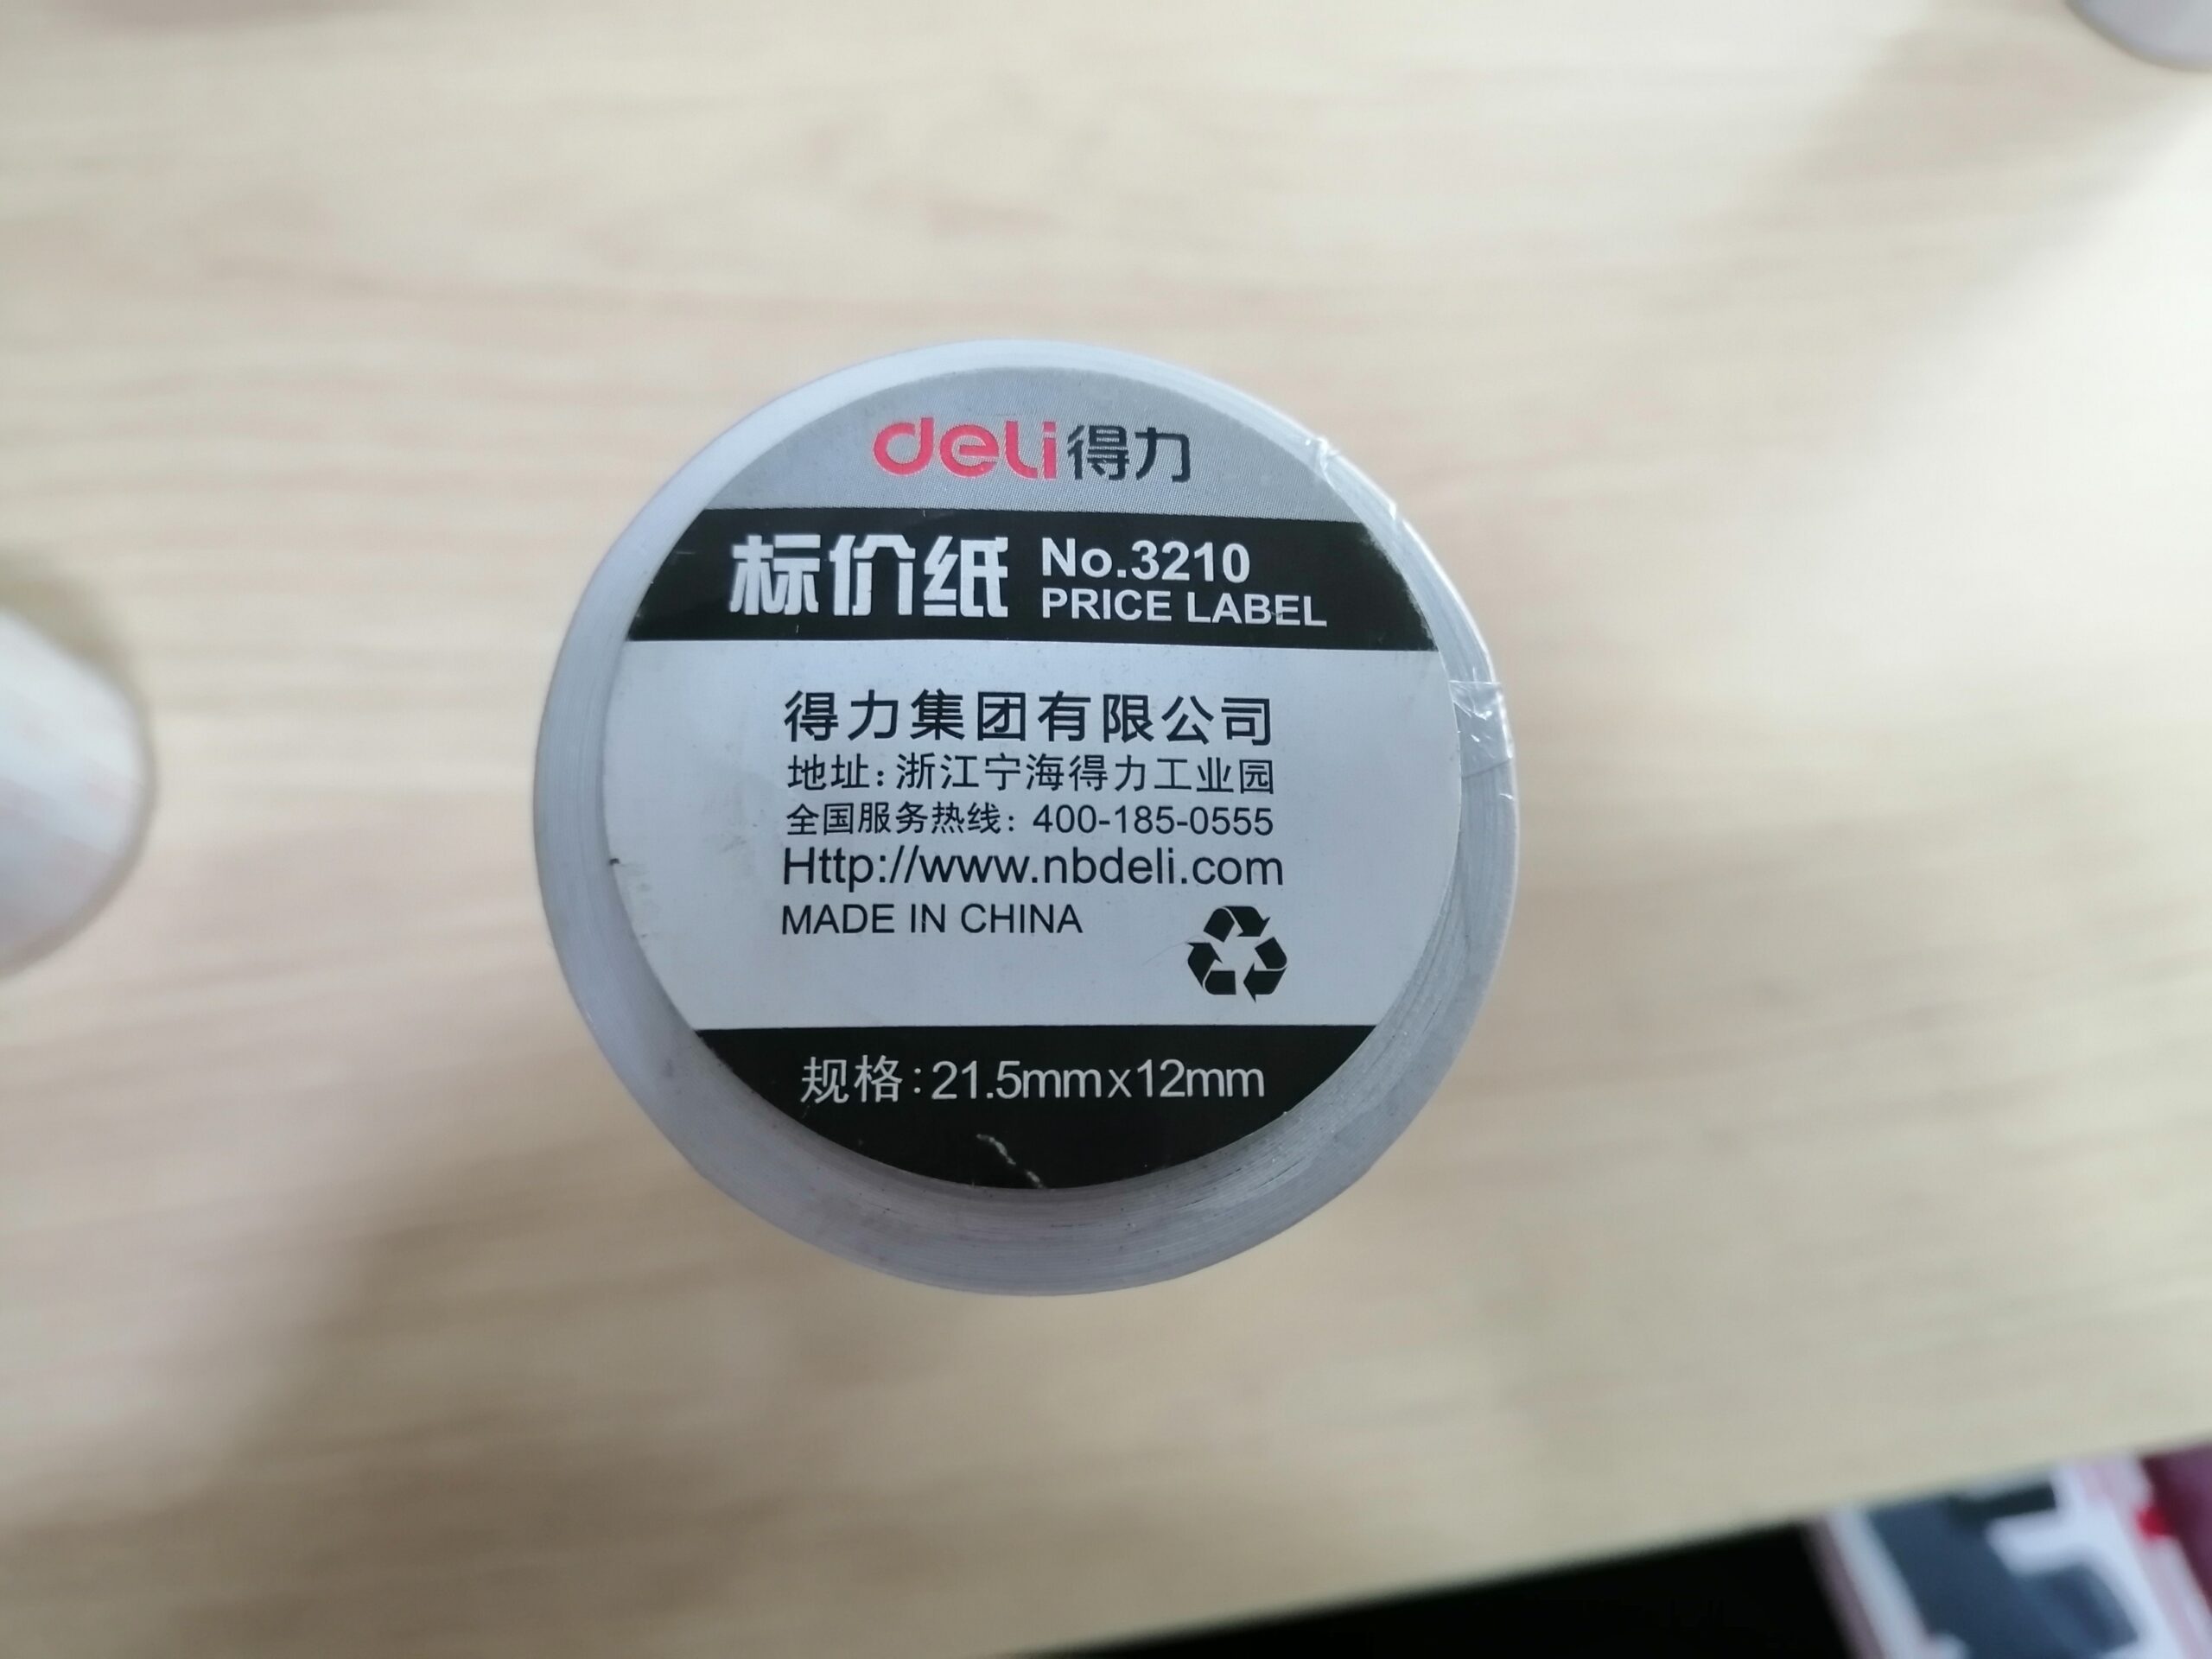 deli得力
标价纸 No.3210
PRICE LABEL
得力集团有限公司
地址:浙江宁海得力工业园
全国服务热线: 400-185-0555
Http://www.nbdeli.com
MADE IN CHINA
规格:21.5mmx12mm